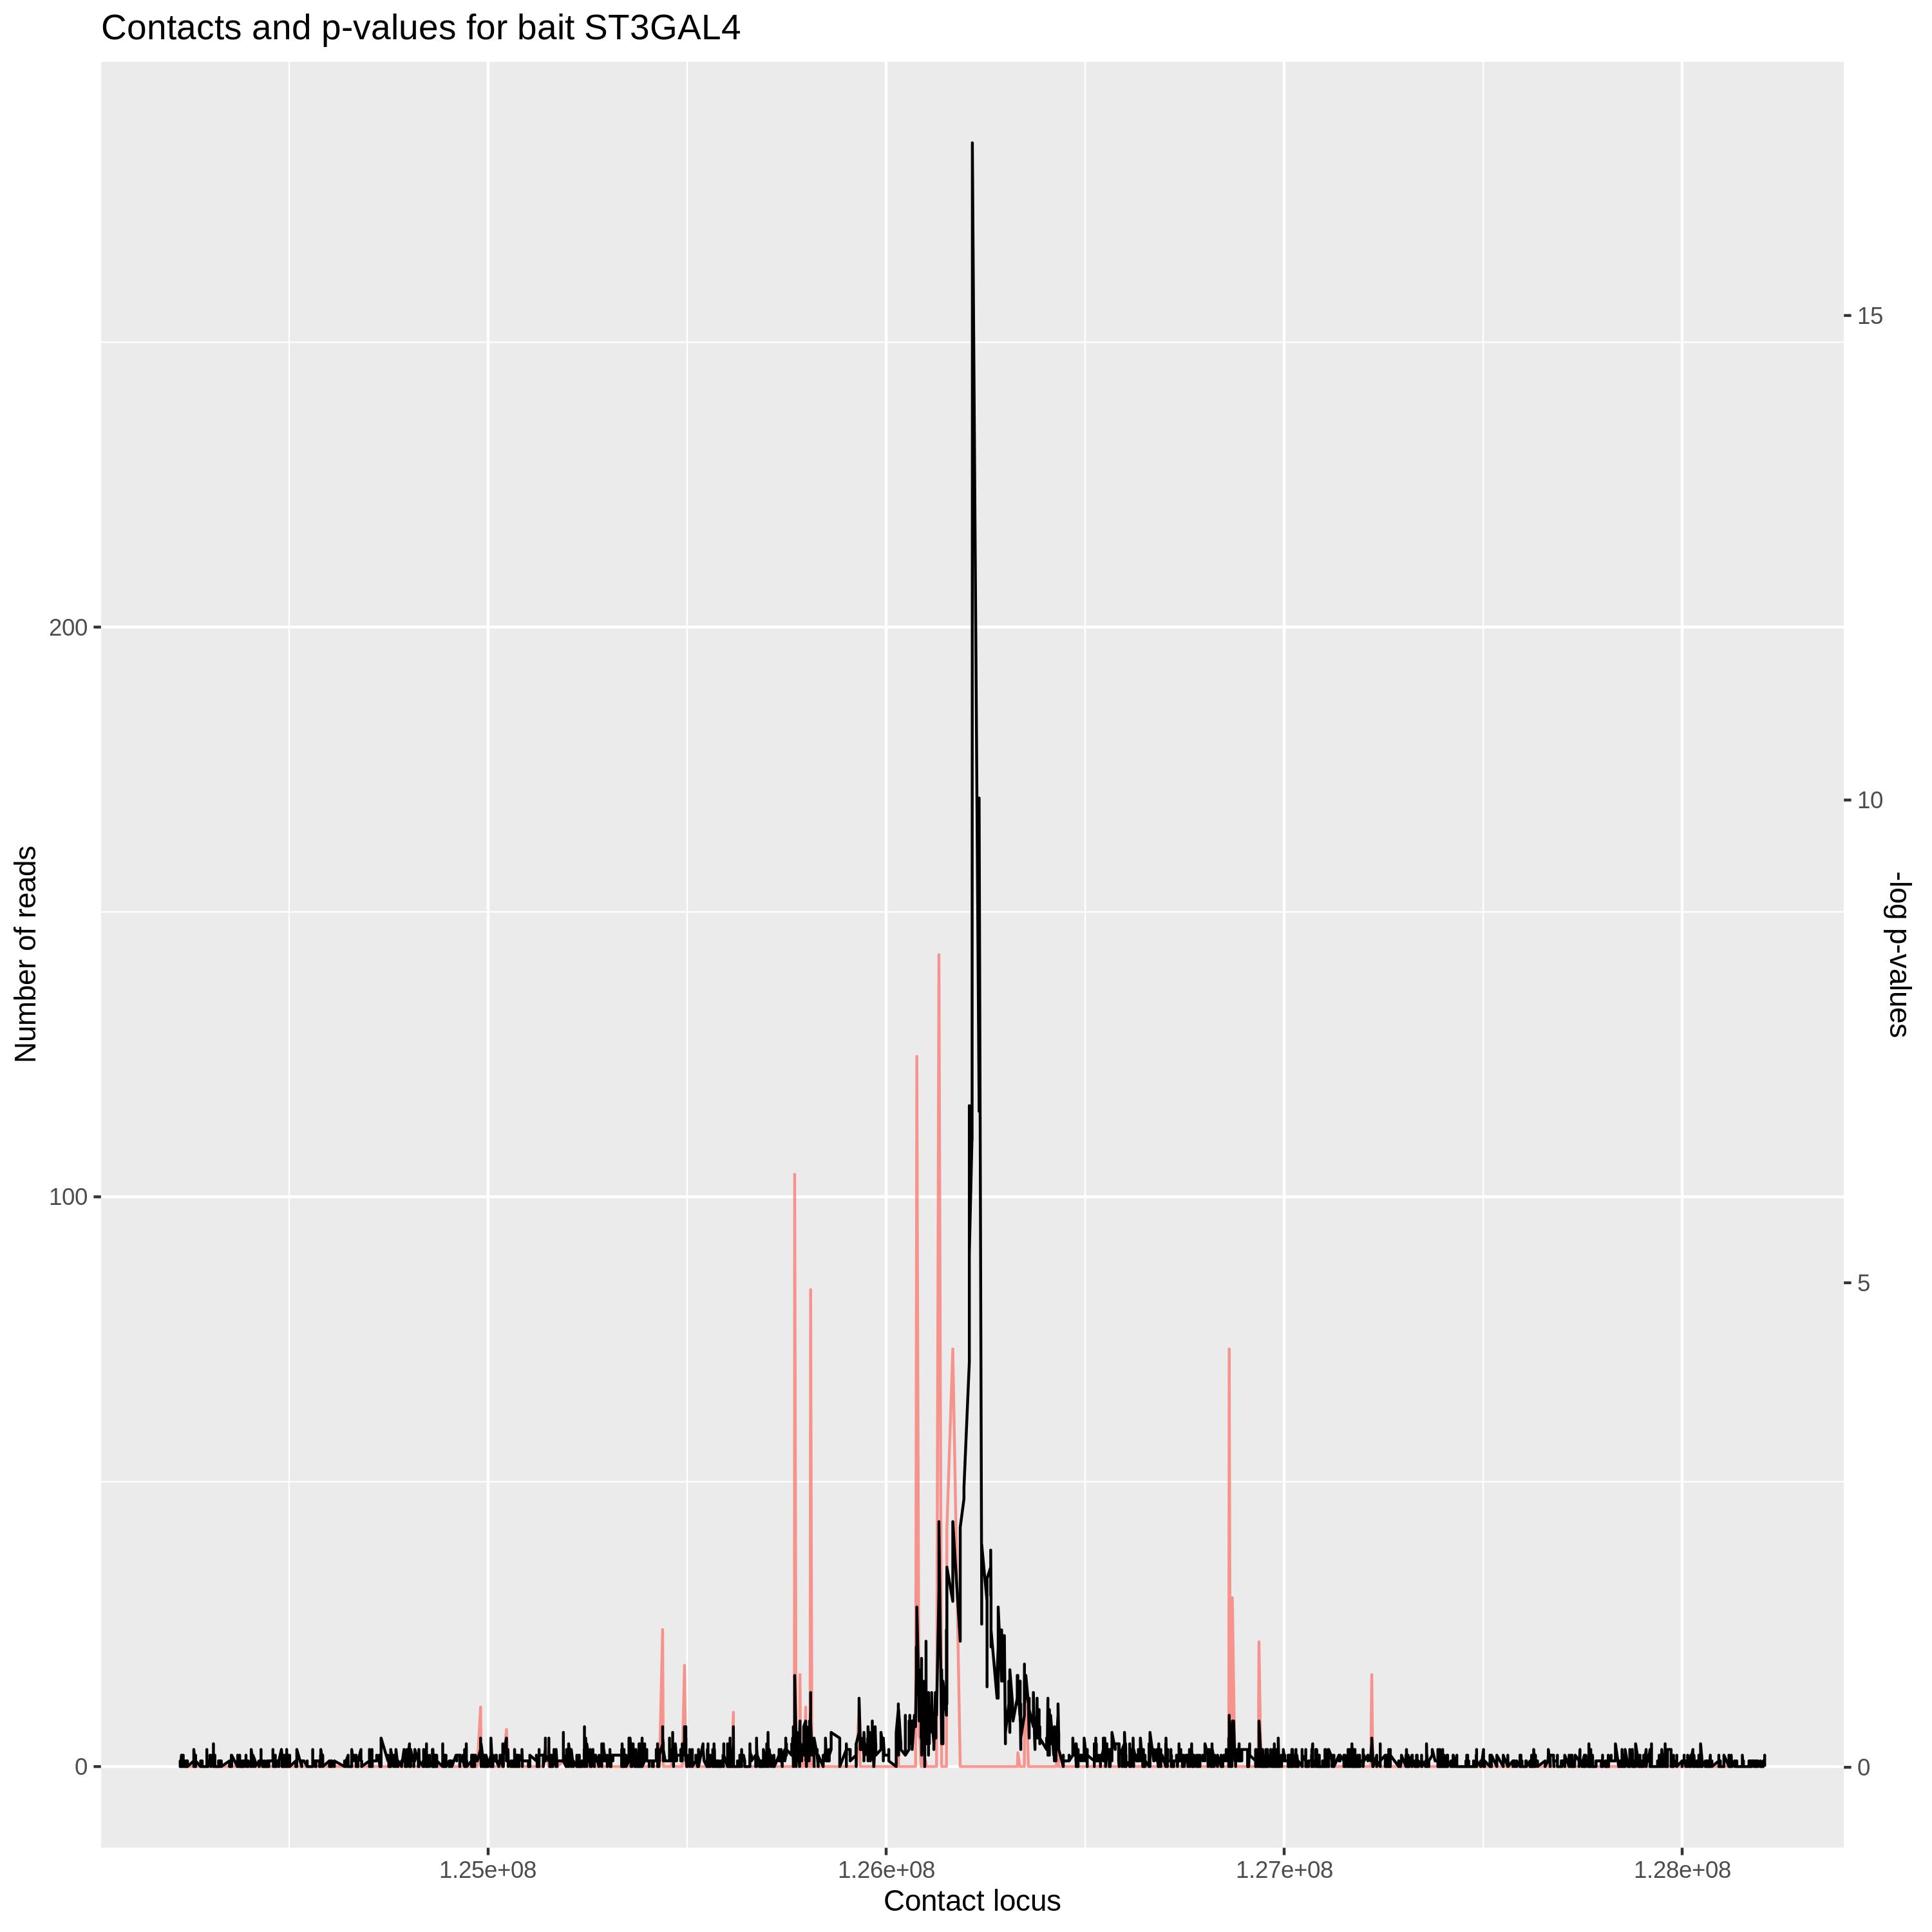 Contacts and p-values for bait ST3GAL4
Number of reads
200
100
0
15
10
5
0
-log p-values
1.25e+08
1.26e+08
1.27e+08
1.28e+08
Contact locus